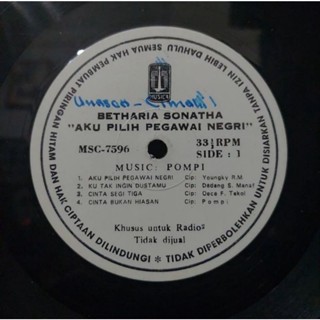 SEMUA HAK PEMBUAT PIRINGAN HITAM DAN HAK CIPTAAN DILINDUNGI * TIDAK DIPERBOLEHKAN UNTUK DISIARKAN TANPA IZIN LEBIH DAHULU
BETHARIA SONATHA
"AKU PILIH PEGAWAI NEGRI"
MSC-7596 33⅓RPM
SIDE : 1
MUSIC: POMPI
1. AKU PILIH PEGAWAI NEGRI Cip: Youngky R.M
2. KU TAK INGIN DUSTAMU Cip: Dadang S. Manaf
3. CINTA SEGI TIGA Cip: Oece F. Tekol
4. CINTA BUKAN HIASAN Cip: Pompi
Khusus untuk Radio²
Tidak dijual